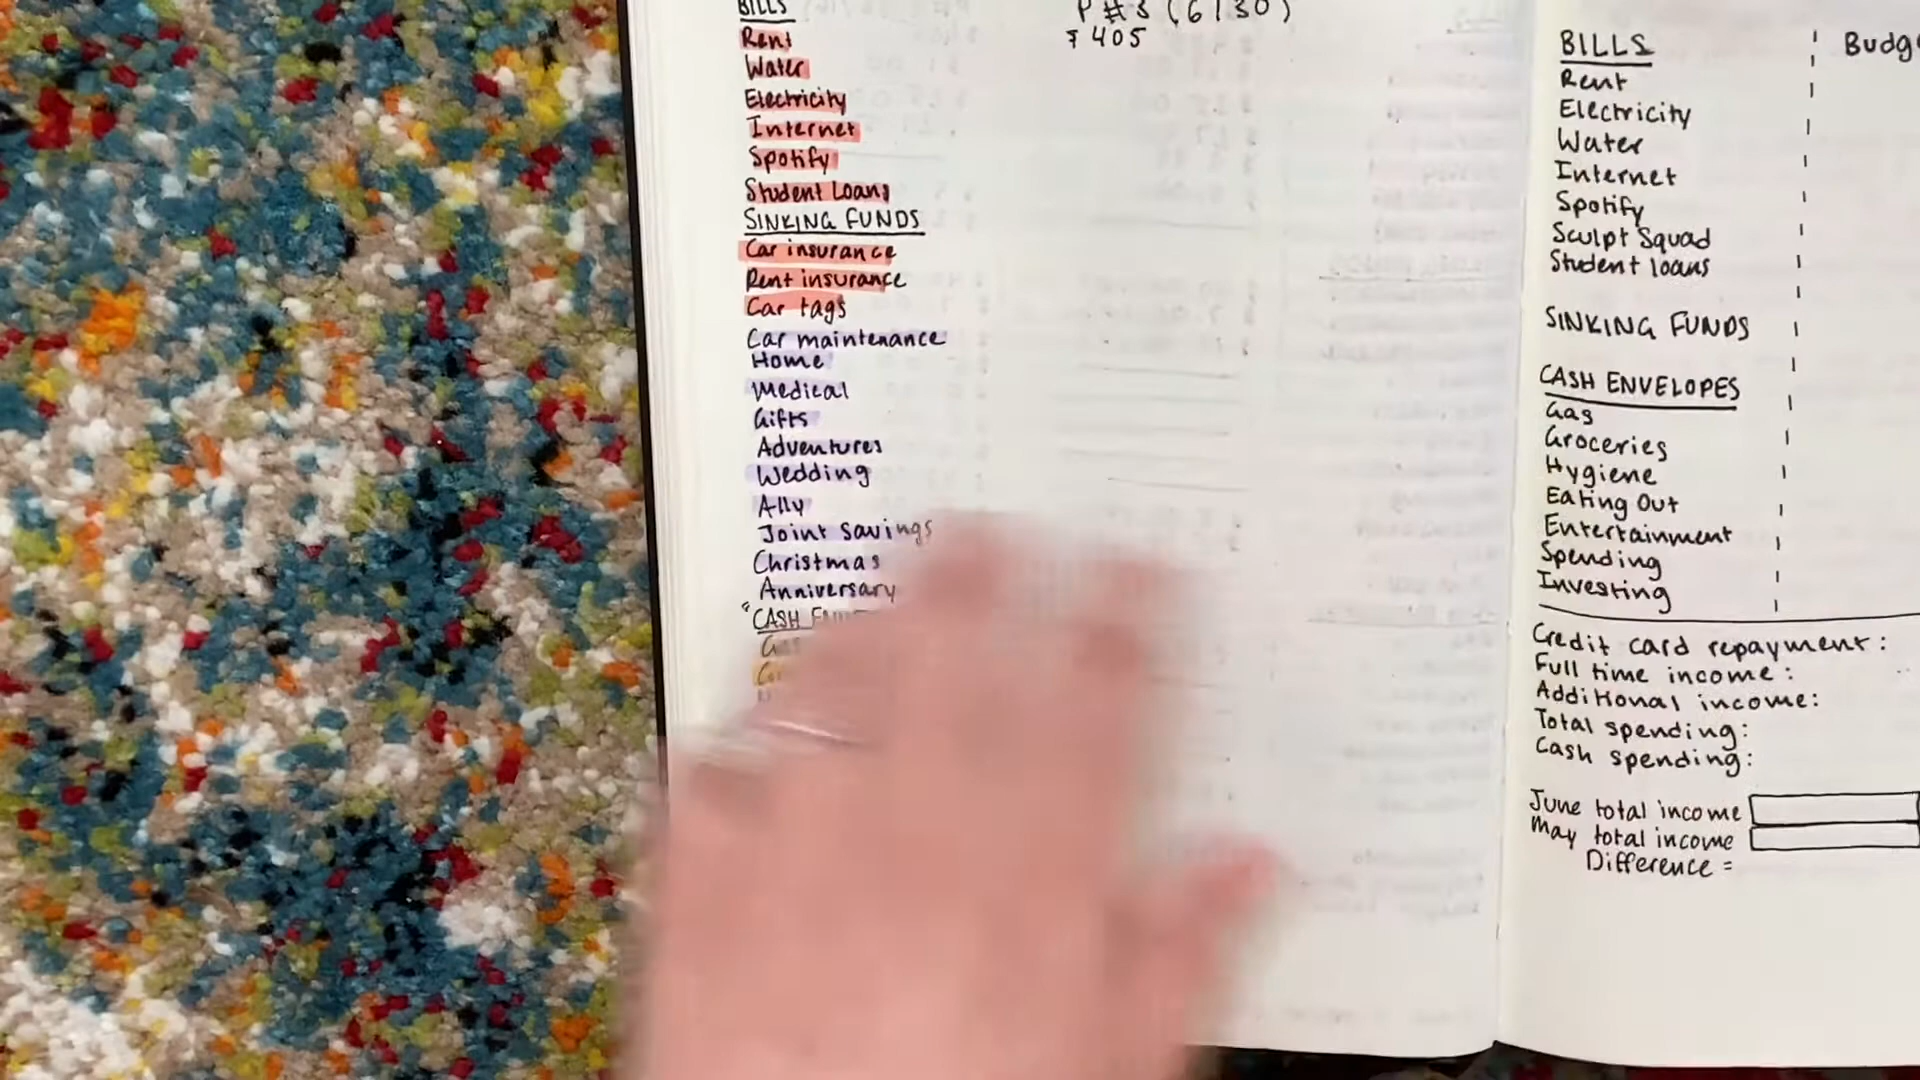 BILLS
P#3 (6/30)
$405
Rent
Water
Electricity
Internet
Spotify
Student Loans
SINKING FUNDS
Car insurance
Rent insurance
Car tags
Car maintenance
Home
Medical
Gifts
Adventures
Wedding
Ally
Joint savings
Christmas
Anniversary
"CASH
Gas
BILLS
Budg
Rent
Electricity
Water
Internet
Spotify
Sculpt Squad
Student loans
SINKING FUNDS
CASH ENVELOPES
Gas
Groceries
Hygiene
Eating Out
Entertainment
Spending
Investing
Credit card repayment:
Full time income:
Additional income:
Total spending:
Cash spending:
June total income
May total income
Difference =